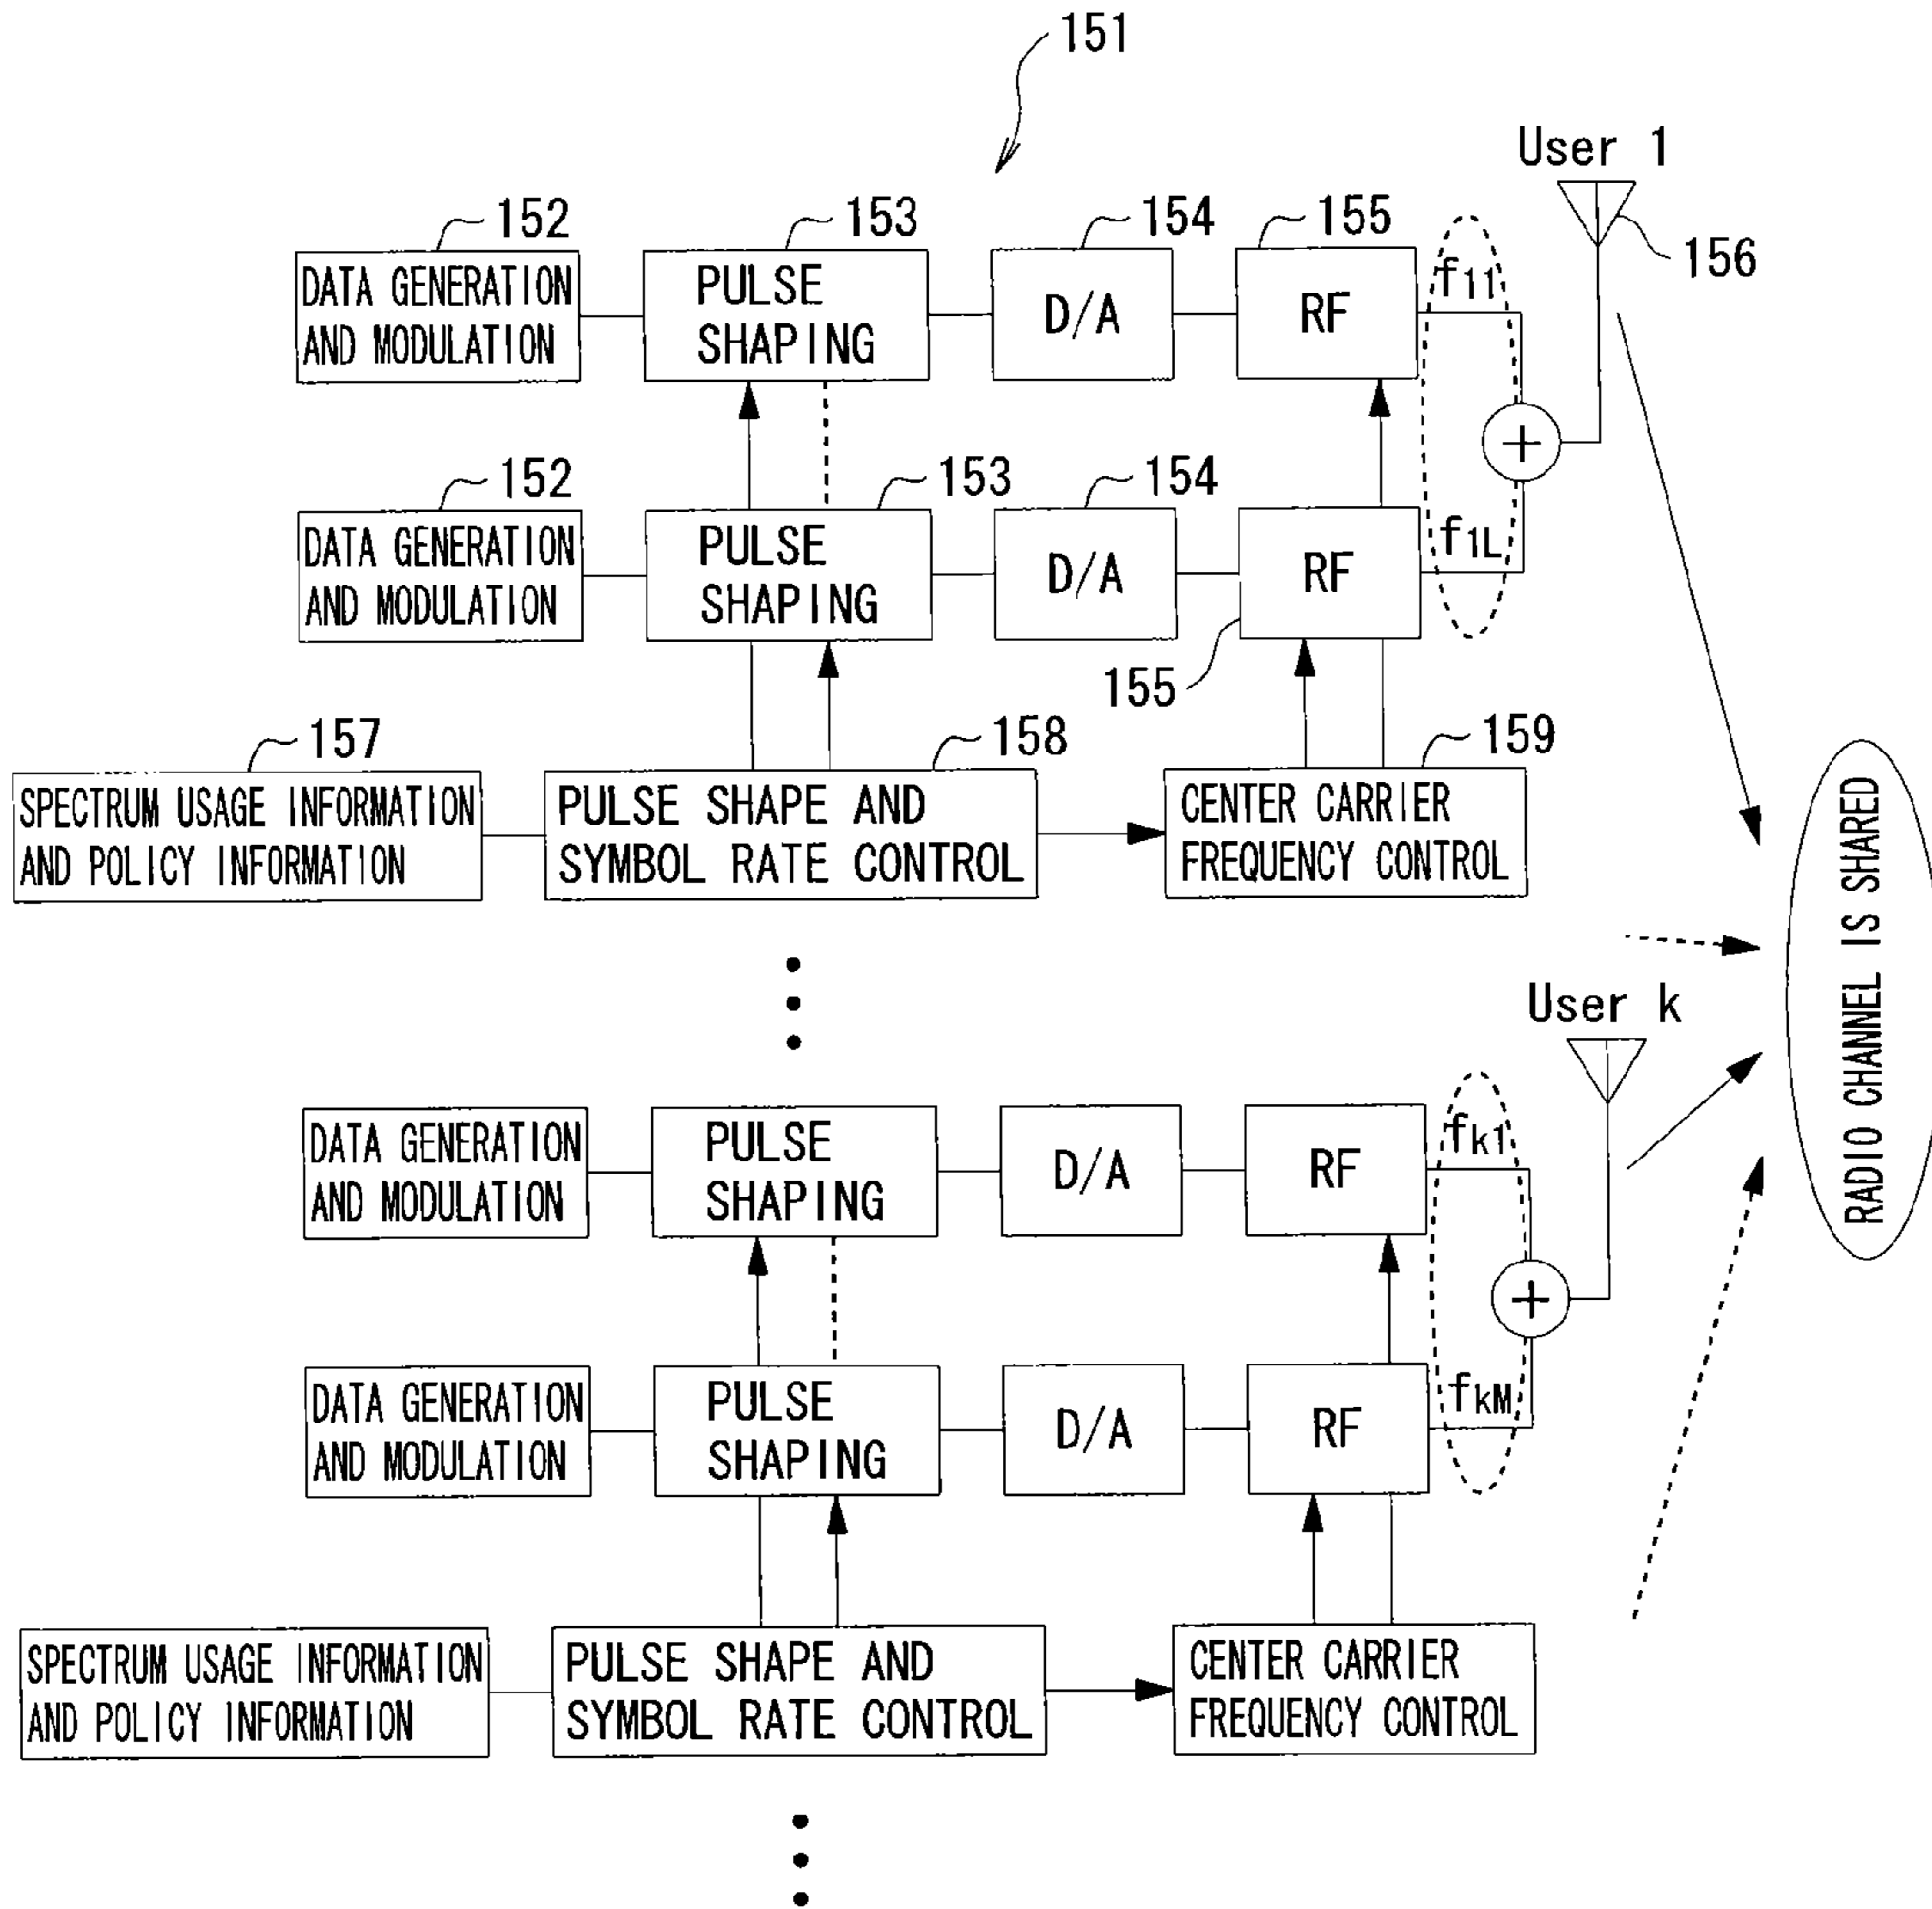 151
User 1
152
153
154
155
156
DATA GENERATION
AND MODULATION
PULSE
SHAPING
D/A
RF
f11
+
152
153
154
DATA GENERATION
AND MODULATION
PULSE
SHAPING
D/A
RF
f1L
155
157
158
159
SPECTRUM USAGE INFORMATION
AND POLICY INFORMATION
PULSE SHAPE AND
SYMBOL RATE CONTROL
CENTER CARRIER
FREQUENCY CONTROL
RADIO CHANNEL IS SHARED
User k
DATA GENERATION
AND MODULATION
PULSE
SHAPING
D/A
RF
fk1
+
DATA GENERATION
AND MODULATION
PULSE
SHAPING
D/A
RF
fkM
SPECTRUM USAGE INFORMATION
AND POLICY INFORMATION
PULSE SHAPE AND
SYMBOL RATE CONTROL
CENTER CARRIER
FREQUENCY CONTROL